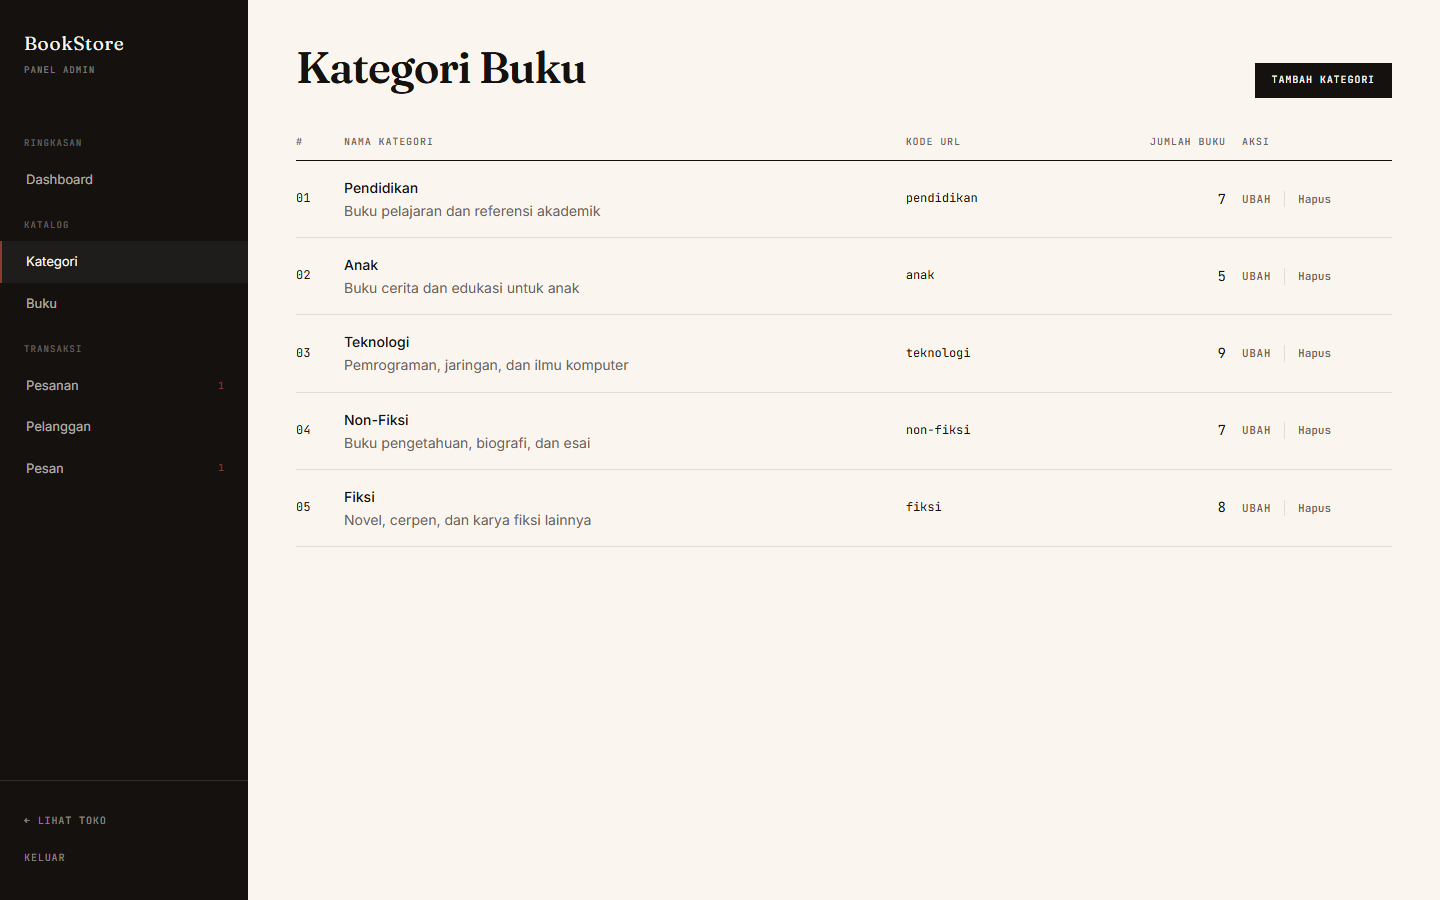 BookStore
PANEL ADMIN
RINGKASAN
Dashboard
KATALOG
Kategori
Buku
TRANSAKSI
Pesanan 1
Pelanggan
Pesan 1
← LIHAT TOKO
KELUAR
Kategori Buku
TAMBAH KATEGORI
# NAMA KATEGORI KODE URL JUMLAH BUKU AKSI
01 Pendidikan pendidikan 7 UBAH Hapus
Buku pelajaran dan referensi akademik
02 Anak anak 5 UBAH Hapus
Buku cerita dan edukasi untuk anak
03 Teknologi teknologi 9 UBAH Hapus
Pemrograman, jaringan, dan ilmu komputer
04 Non-Fiksi non-fiksi 7 UBAH Hapus
Buku pengetahuan, biografi, dan esai
05 Fiksi fiksi 8 UBAH Hapus
Novel, cerpen, dan karya fiksi lainnya